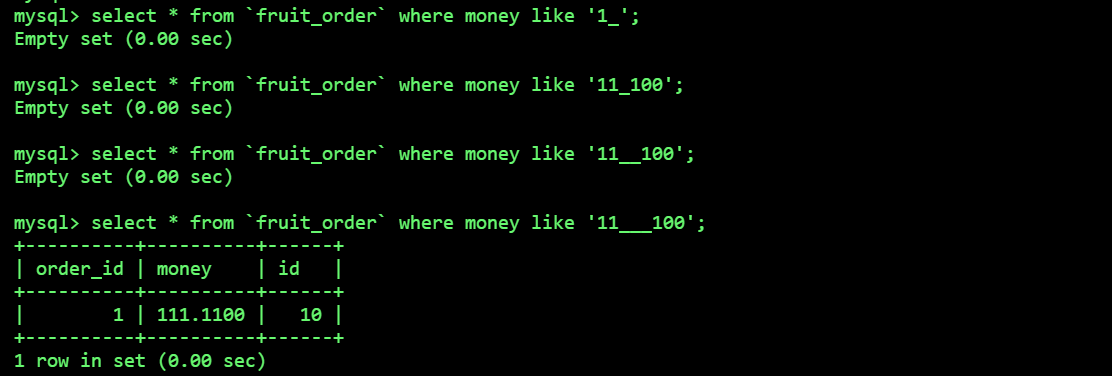 mysql> select * from `fruit_order` where money like '1_';
Empty set (0.00 sec)
mysql> select * from `fruit_order` where money like '11_100';
Empty set (0.00 sec)
mysql> select * from `fruit_order` where money like '11__100';
Empty set (0.00 sec)
mysql> select * from `fruit_order` where money like '11___100';
+----------+----------+------+
| order_id | money    | id   |
+----------+----------+------+
|        1 | 111.1100 |   10 |
+----------+----------+------+
1 row in set (0.00 sec)